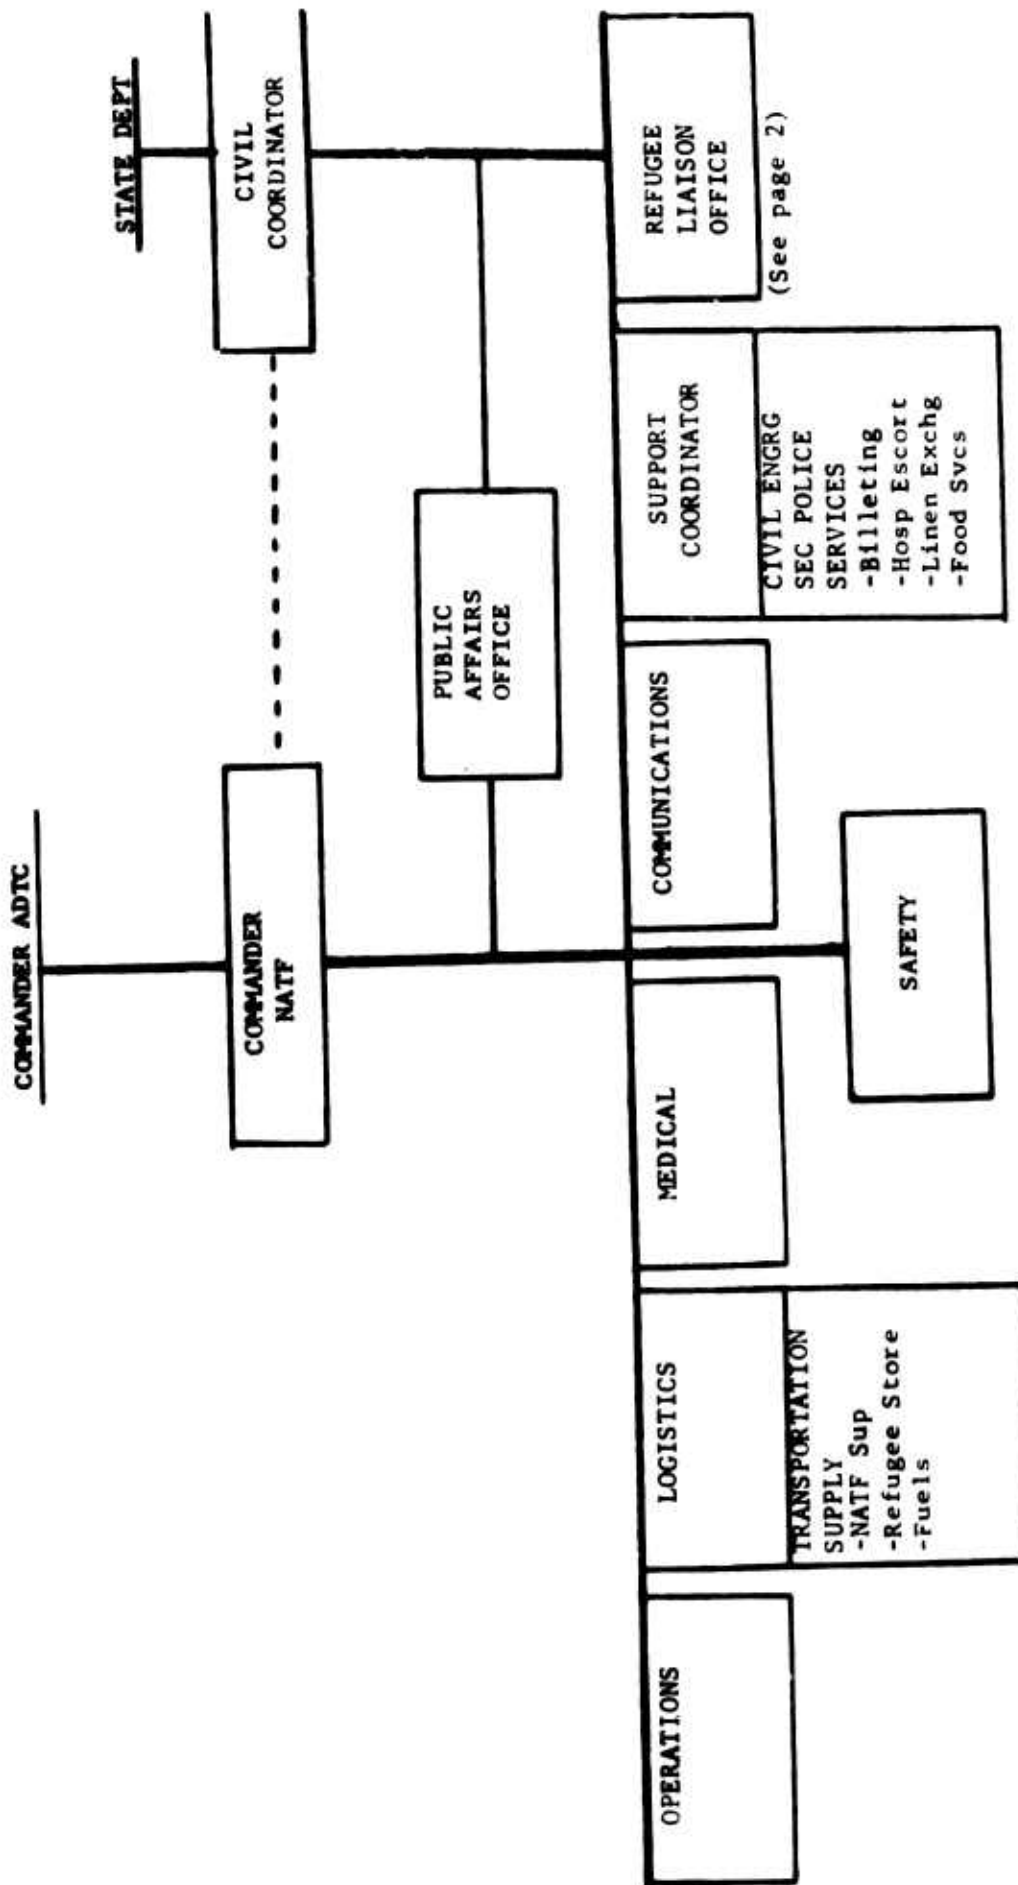 COMMANDER ADTC
STATE DEPT
COMMANDER
NATF
CIVIL
COORDINATOR
PUBLIC
AFFAIRS
OFFICE
OPERATIONS
LOGISTICS
TRANSPORTATION
SUPPLY
-NATF Sup
-Refugee Store
-Fuels
MEDICAL
COMMUNICATIONS
SUPPORT
COORDINATOR
CIVIL ENGRG
SEC POLICE
SERVICES
-Billeting
-Hosp Escort
-Linen Exchg
-Food Svcs
REFUGEE
LIAISON
OFFICE
(See page 2)
SAFETY